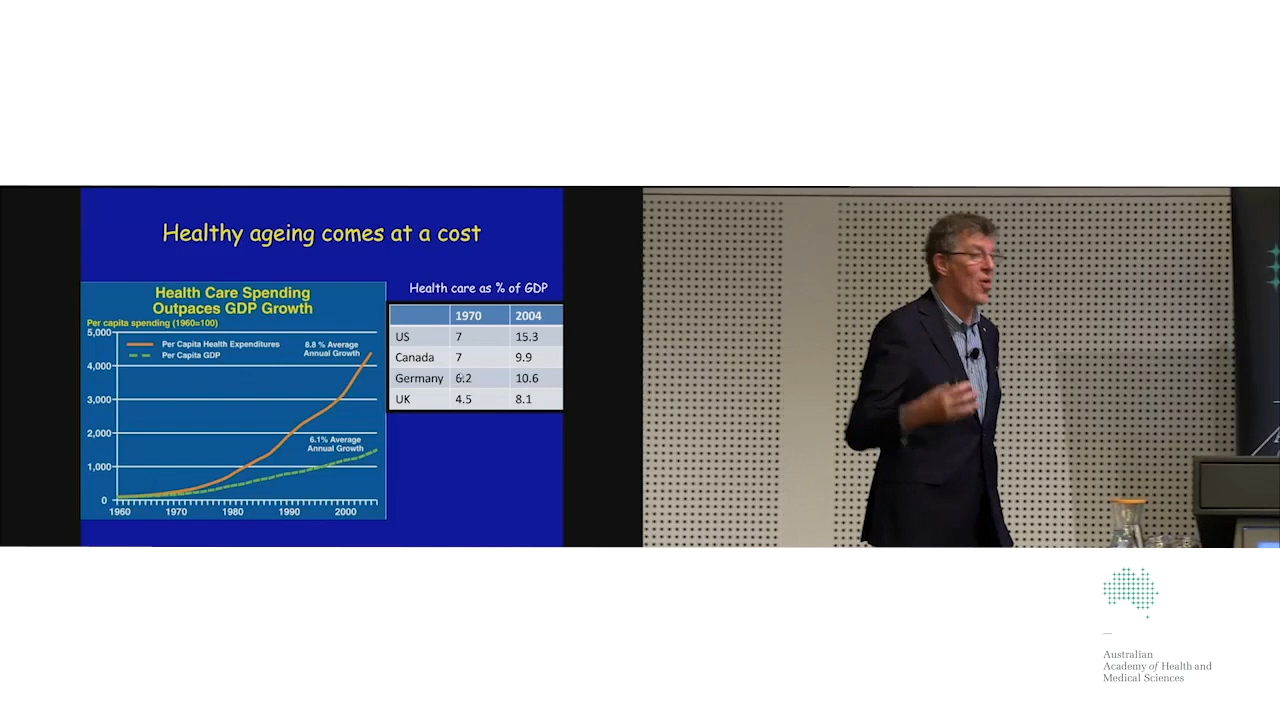 Healthy ageing comes at a cost
Health Care Spending
Outpaces GDP Growth
Per capita spending (1960=100)
5,000
4,000
3,000
2,000
1,000
0
Per Capita Health Expenditures
Per Capita GDP
8.8 % Average
Annual Growth
6.1% Average
Annual Growth
1960 1970 1980 1990 2000
Health care as % of GDP
1970 2004
US 7 15.3
Canada 7 9.9
Germany 6.2 10.6
UK 4.5 8.1
Australian
Academy of Health and
Medical Sciences